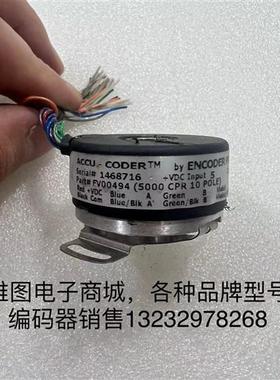 ACCU-CODER™ by ENCODER
Serial# 1468716 +VDC Input 5
Part# FV00494 (5000 CPR 10 POLE)
Red +VDC Blue A Green B
Black Com Blue/Blk A' Green/Blk B'
雅图电子商城，各种品牌型号
编码器销售13232978268